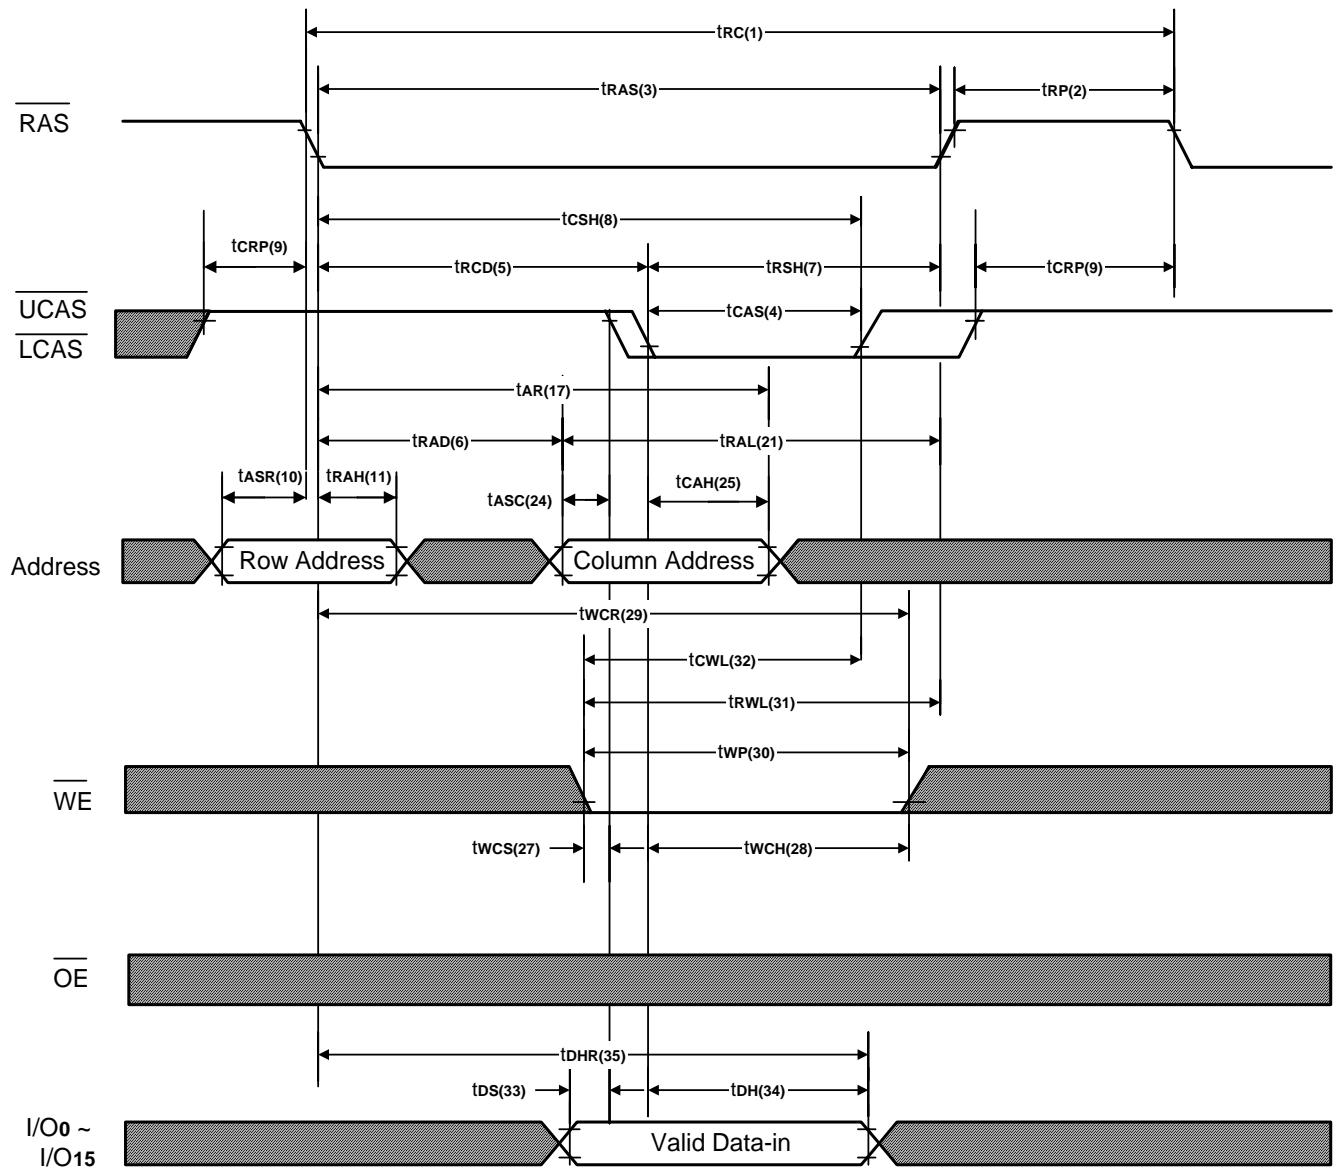 tRC(1)
tRAS(3)
tRP(2)
RAS
tCSH(8)
tCRP(9)
tRCD(5)
tRSH(7)
tCRP(9)
UCAS
tCAS(4)
LCAS
tAR(17)
tRAD(6)
tRAL(21)
tASR(10)
tRAH(11)
tASC(24)
tCAH(25)
Address
Row Address
Column Address
tWCR(29)
tCWL(32)
tRWL(31)
tWP(30)
WE
tWCS(27)
tWCH(28)
OE
tDHR(35)
tDS(33)
tDH(34)
I/O0 ~
I/O15
Valid Data-in